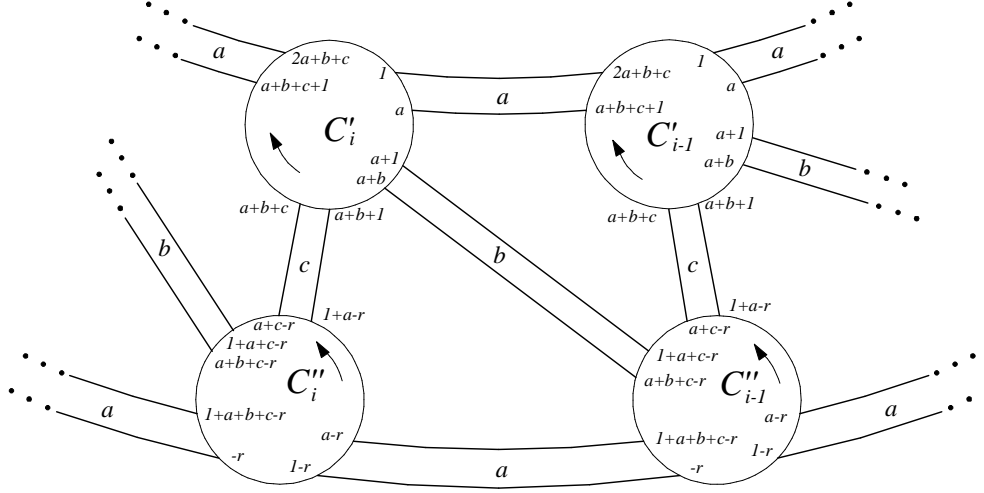 a
2a+b+c
1
a+b+c+1
a
C'i
a+1
a+b
a+b+c
a+b+1
a
2a+b+c
1
a+b+c+1
a
C'i-1
a+1
a+b
a+b+c
a+b+1
a
b
b
c
b
c
a+c-r
1+a-r
1+a+c-r
a+b+c-r
C''i
1+a+b+c-r
a-r
-r
1-r
a
a+c-r
1+a-r
1+a+c-r
a+b+c-r
C''i-1
a-r
1+a+b+c-r
1-r
-r
a
a